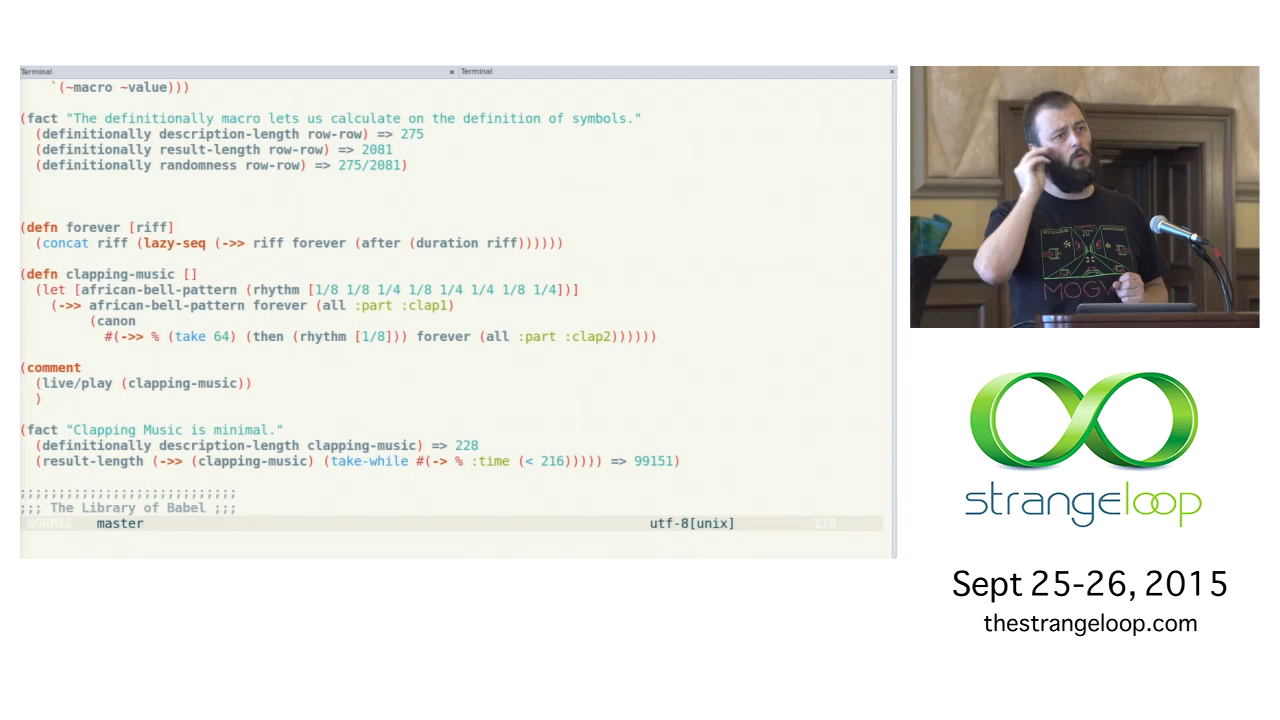 Terminal × Terminal ×
`(~macro ~value)))
(fact "The definitionally macro lets us calculate on the definition of symbols."
(definitionally description-length row-row) => 275
(definitionally result-length row-row) => 2081
(definitionally randomness row-row) => 275/2081)
(defn forever [riff]
(concat riff (lazy-seq (->> riff forever (after (duration riff))))))
(defn clapping-music []
(let [african-bell-pattern (rhythm [1/8 1/8 1/4 1/8 1/4 1/4 1/8 1/4])]
(->> african-bell-pattern forever (all :part :clap1)
(canon
#(->> % (take 64) (then (rhythm [1/8])) forever (all :part :clap2))))))
(comment
(live/play (clapping-music))
)
(fact "Clapping Music is minimal."
(definitionally description-length clapping-music) => 228
(result-length (->> (clapping-music) (take-while #(-> % :time (< 216))))) => 99151)
;;;;;;;;;;;;;;;;;;;;;;;;;;;;
;;; The Library of Babel ;;;
NORMAL master utf-8[unix] 119
MOGW
strangeloop
Sept 25-26, 2015
thestrangeloop.com